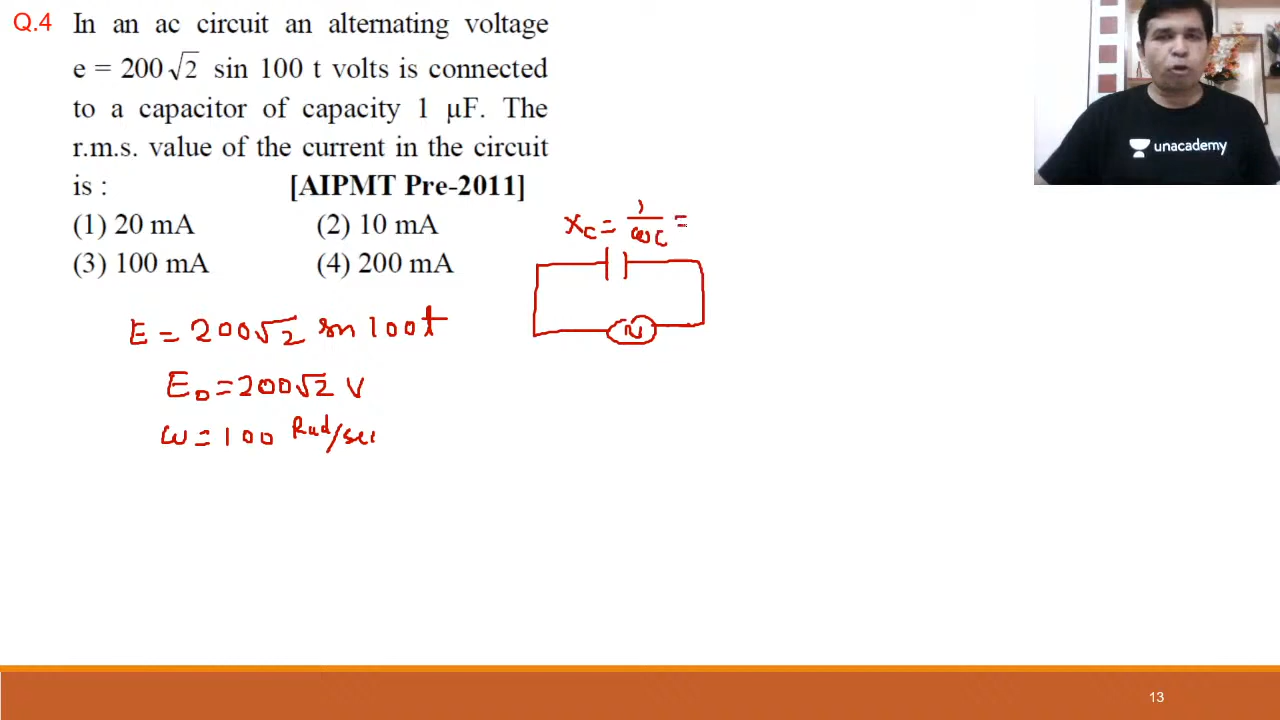 Q.4 In an ac circuit an alternating voltage
e = 200√2 sin 100 t volts is connected
to a capacitor of capacity 1 μF. The
r.m.s. value of the current in the circuit
is : [AIPMT Pre-2011]
(1) 20 mA (2) 10 mA
(3) 100 mA (4) 200 mA
unacademy
Xc = 1/ωC =
E = 200√2 sin 100t
E0 = 200√2 V
ω = 100 Rad/sec
13